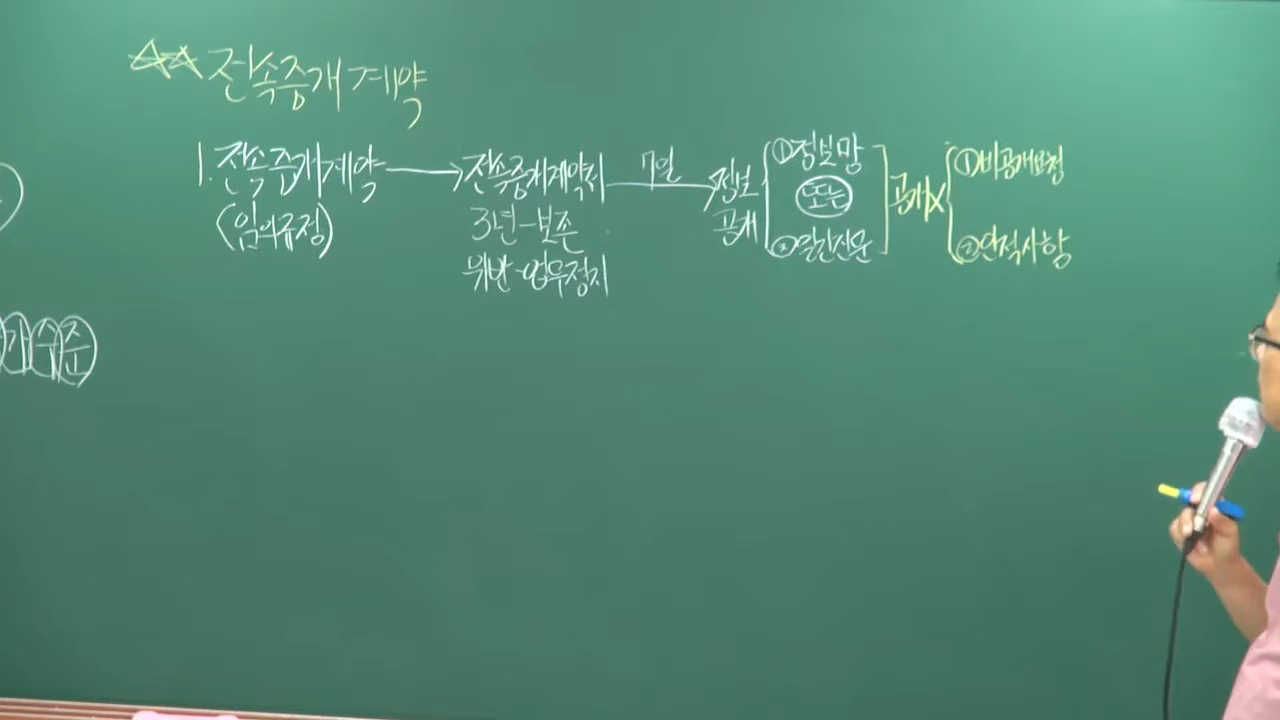 ☆☆ 전속중개계약
1. 전속중개계약 → 전속중개계약서 7일 → 정보공개 { ①정보망 또는 ②일간신문 } 공개X { ①비공개요청 ②인적사항
(임의규정)
3년-보존
위반-업무정지
가수준